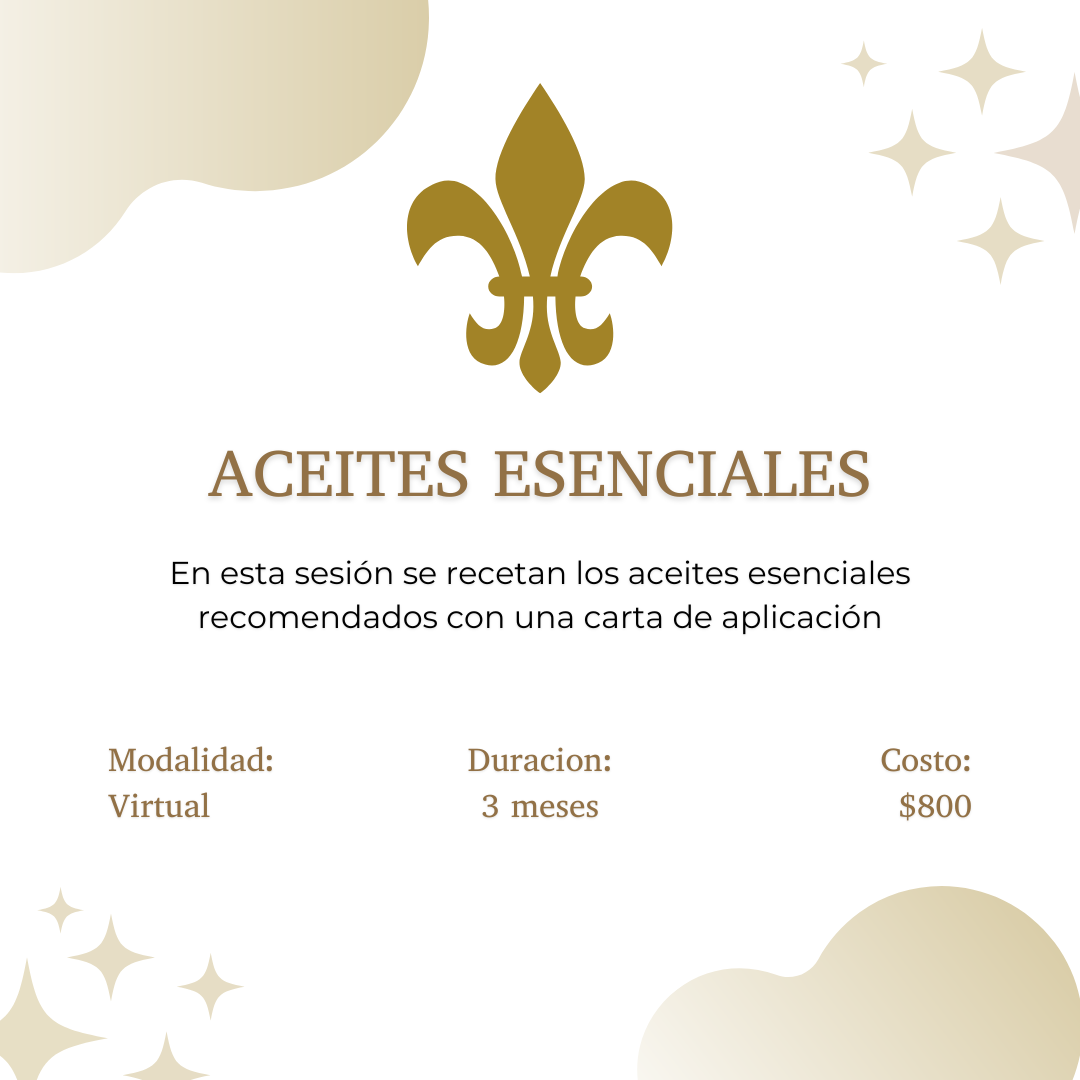 ACEITES ESENCIALES
En esta sesión se recetan los aceites esenciales
recomendados con una carta de aplicación
Modalidad:
Virtual
Duracion:
3 meses
Costo:
$800